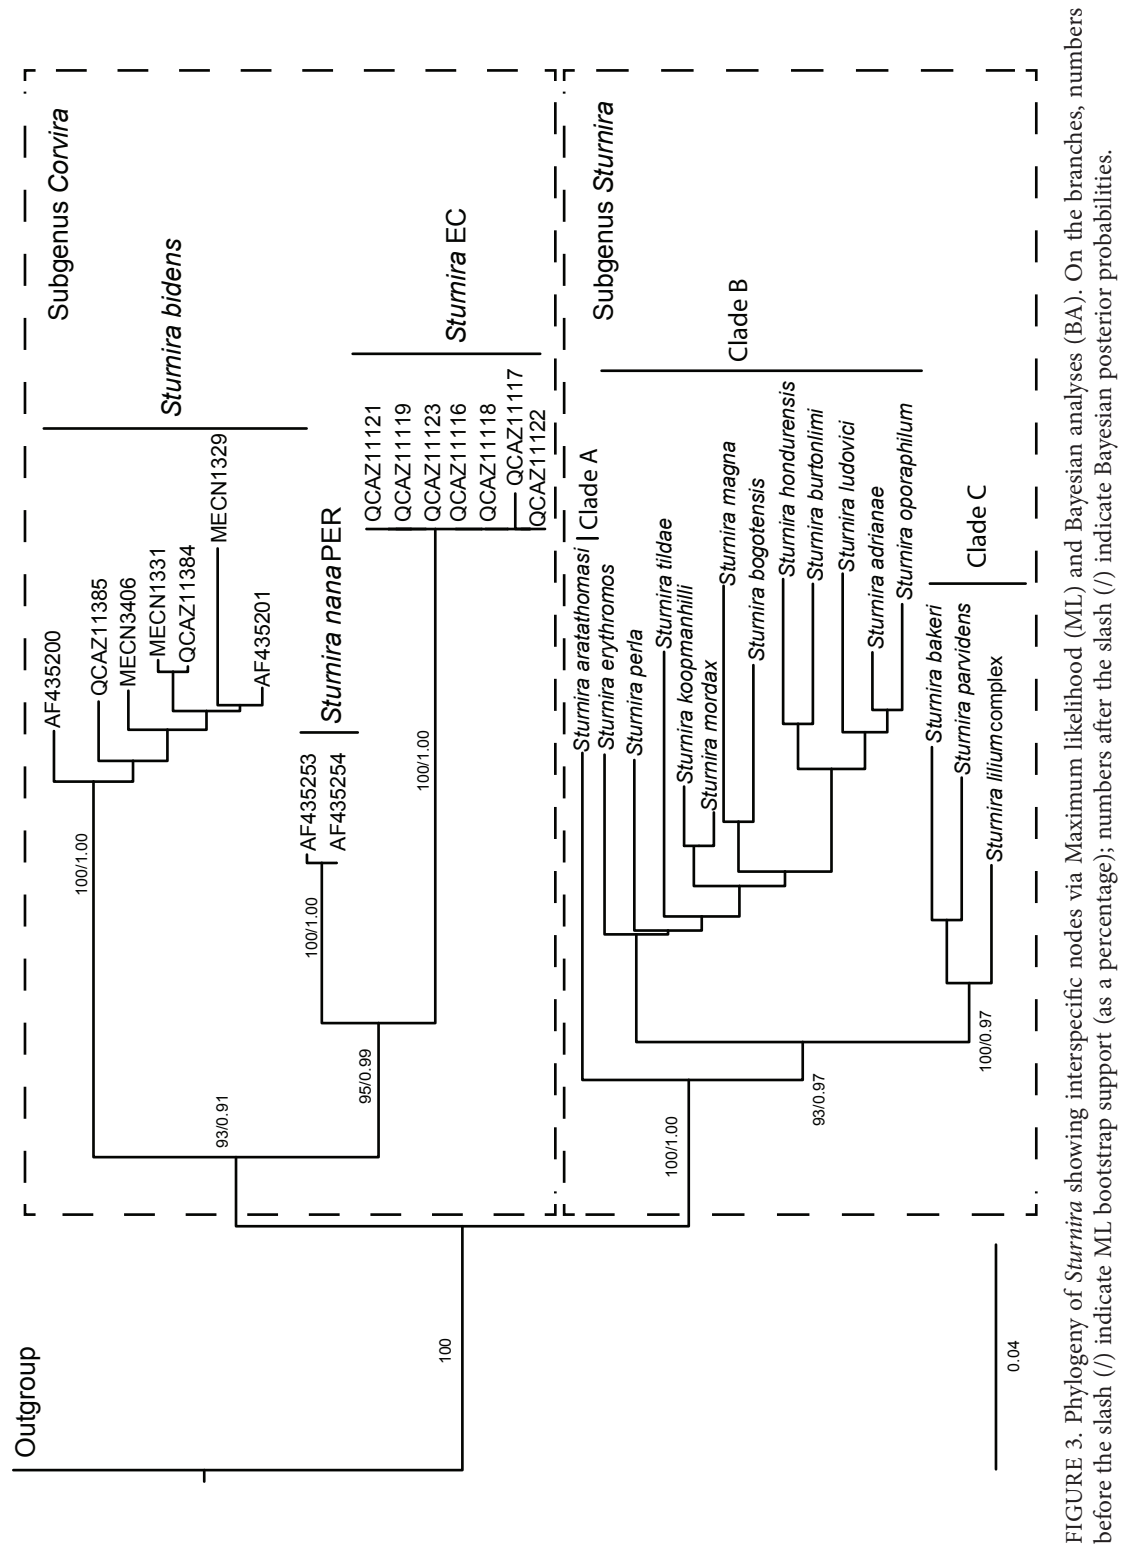 Outgroup
Subgenus Corvira
Sturnira bidens
AF435200
QCAZ11385
MECN3406
MECN1331
QCAZ11384
MECN1329
AF435201
100/1.00
Sturnira nana PER
AF435253
AF435254
100/1.00
Sturnira EC
QCAZ11121
QCAZ11119
QCAZ11123
QCAZ11116
QCAZ11118
QCAZ11117
QCAZ11122
100/1.00
93/0.91
95/0.99
100
Subgenus Sturnira
Sturnira aratathomasi
Clade A
Sturnira erythromos
Sturnira perla
Sturnira tildae
Sturnira koopmanhilli
Sturnira mordax
Sturnira magna
Sturnira bogotensis
Clade B
Sturnira hondurensis
Sturnira burtonlimi
Sturnira ludovici
Sturnira adrianae
Sturnira oporaphilum
Sturnira bakeri
Sturnira parvidens
Sturnira lilium complex
Clade C
100/1.00
93/0.97
100/0.97
0.04
FIGURE 3. Phylogeny of Sturnira showing interspecific nodes via Maximum likelihood (ML) and Bayesian analyses (BA). On the branches, numbers
before the slash (/) indicate ML bootstrap support (as a percentage); numbers after the slash (/) indicate Bayesian posterior probabilities.